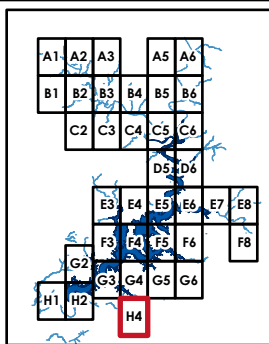 A1 A2 A3 A5 A6
B1 B2 B3 B4 B5 B6
C2 C3 C4 C5 C6
D5 D6
E3 E4 E5 E6 E7 E8
F3 F4 F5 F6 F8
G2
G3 G4 G5 G6
H1 H2
H4